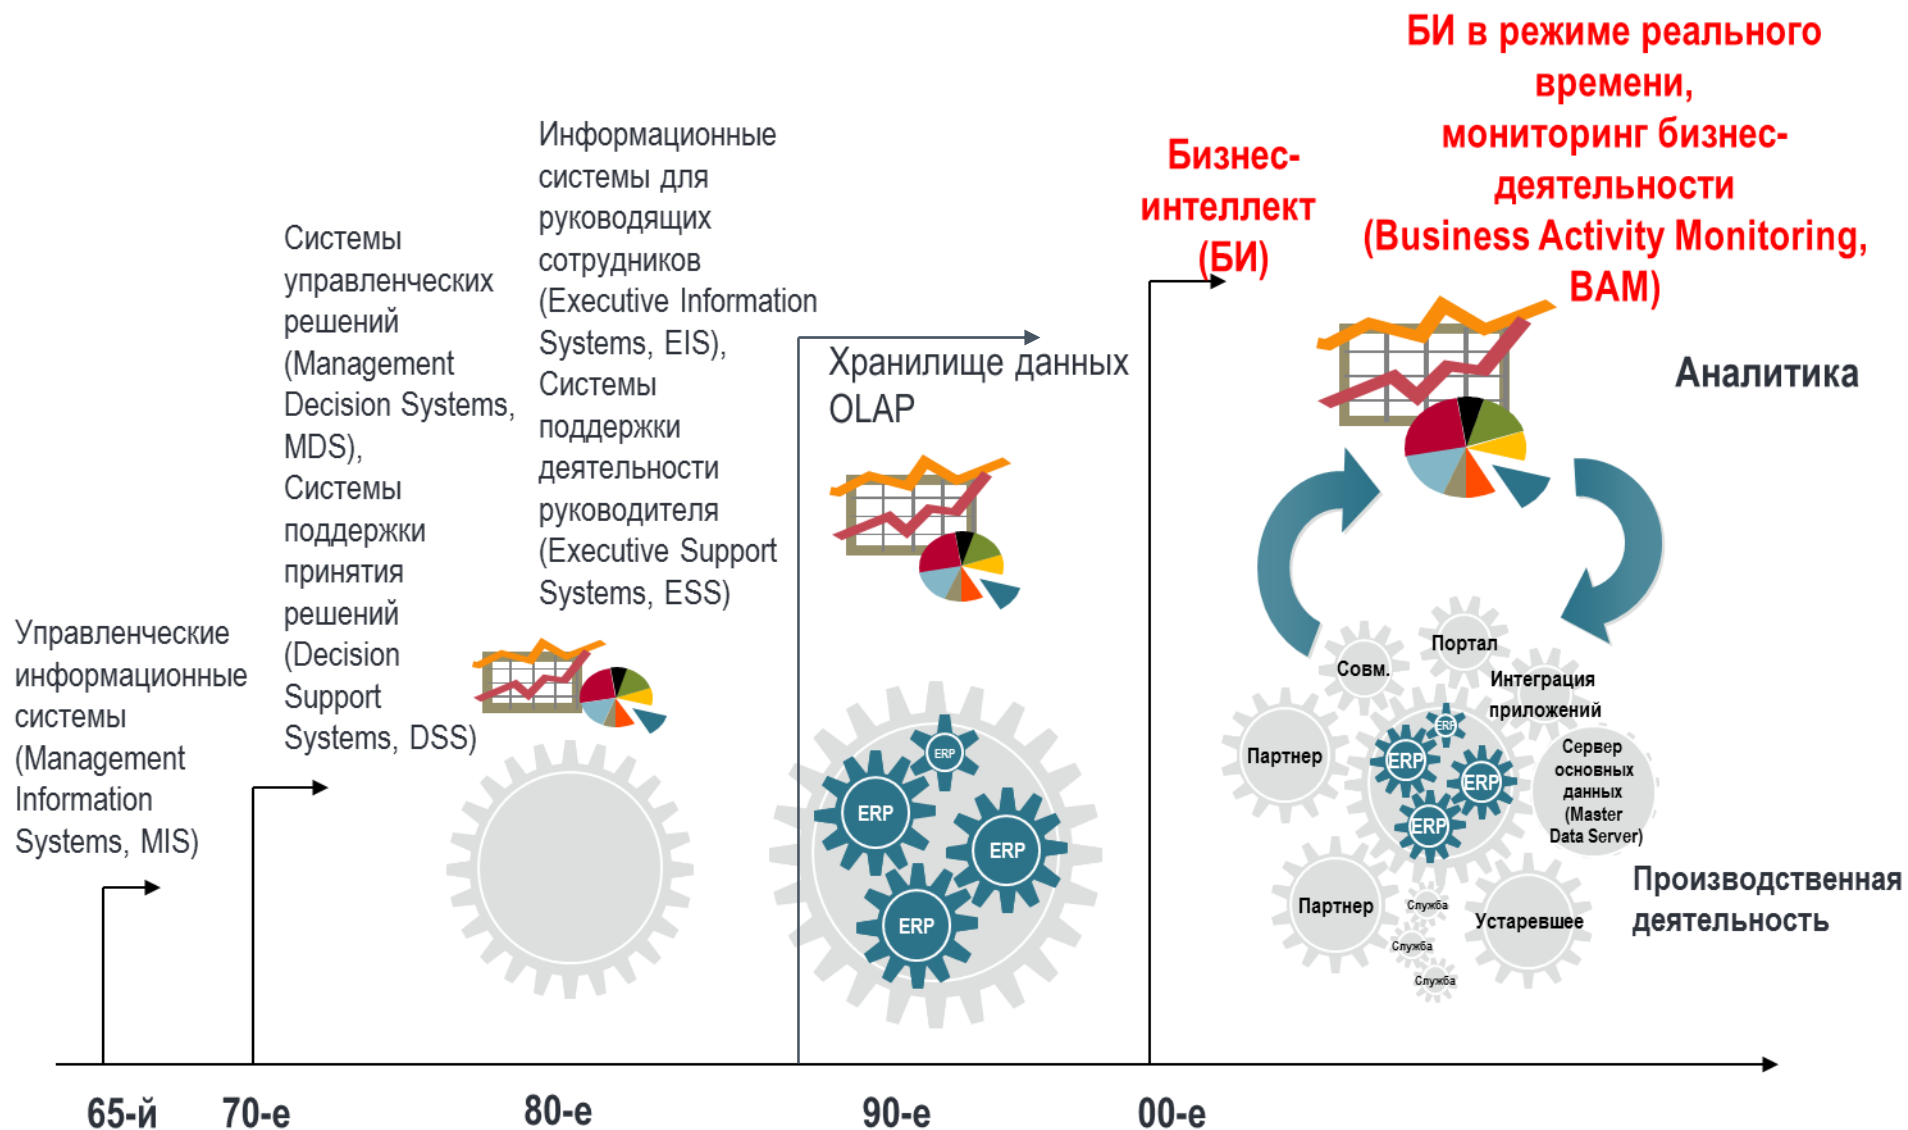 Управленческие
информационные
системы
(Management
Information
Systems, MIS)
Системы
управленческих
решений
(Management
Decision Systems,
MDS),
Системы
поддержки
принятия
решений
(Decision
Support
Systems, DSS)
Информационные
системы для
руководящих
сотрудников
(Executive Information
Systems, EIS),
Системы
поддержки
деятельности
руководителя
(Executive Support
Systems, ESS)
Хранилище данных
OLAP
ERP
ERP
ERP
ERP
Бизнес-
интеллект
(БИ)
БИ в режиме реального
времени,
мониторинг бизнес-
деятельности
(Business Activity Monitoring,
BAM)
Аналитика
Портал
Совм.
Интеграция
приложений
Партнер
ERP
ERP
ERP
ERP
Сервер
основных
данных
(Master
Data Server)
Партнер
Служба
Служба
Служба
Устаревшее
Производственная
деятельность
65-й
70-е
80-е
90-е
00-е